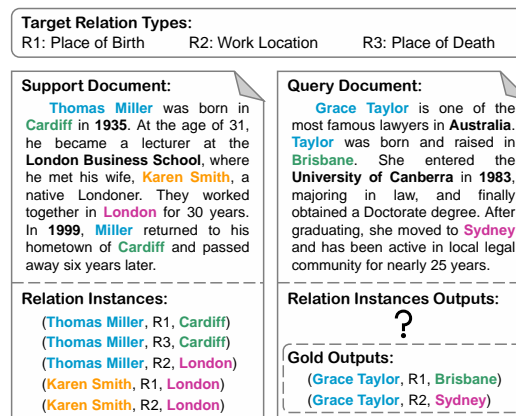 Target Relation Types:
R1: Place of Birth R2: Work Location R3: Place of Death
Support Document:
Thomas Miller was born in
Cardiff in 1935. At the age of 31,
he became a lecturer at the
London Business School, where
he met his wife, Karen Smith, a
native Londoner. They worked
together in London for 30 years.
In 1999, Miller returned to his
hometown of Cardiff and passed
away six years later.
Relation Instances:
(Thomas Miller, R1, Cardiff)
(Thomas Miller, R3, Cardiff)
(Thomas Miller, R2, London)
(Karen Smith, R1, London)
(Karen Smith, R2, London)
Query Document:
Grace Taylor is one of the
most famous lawyers in Australia.
Taylor was born and raised in
Brisbane. She entered the
University of Canberra in 1983,
majoring in law, and finally
obtained a Doctorate degree. After
graduating, she moved to Sydney
and has been active in local legal
community for nearly 25 years.
Relation Instances Outputs:
?
Gold Outputs:
(Grace Taylor, R1, Brisbane)
(Grace Taylor, R2, Sydney)